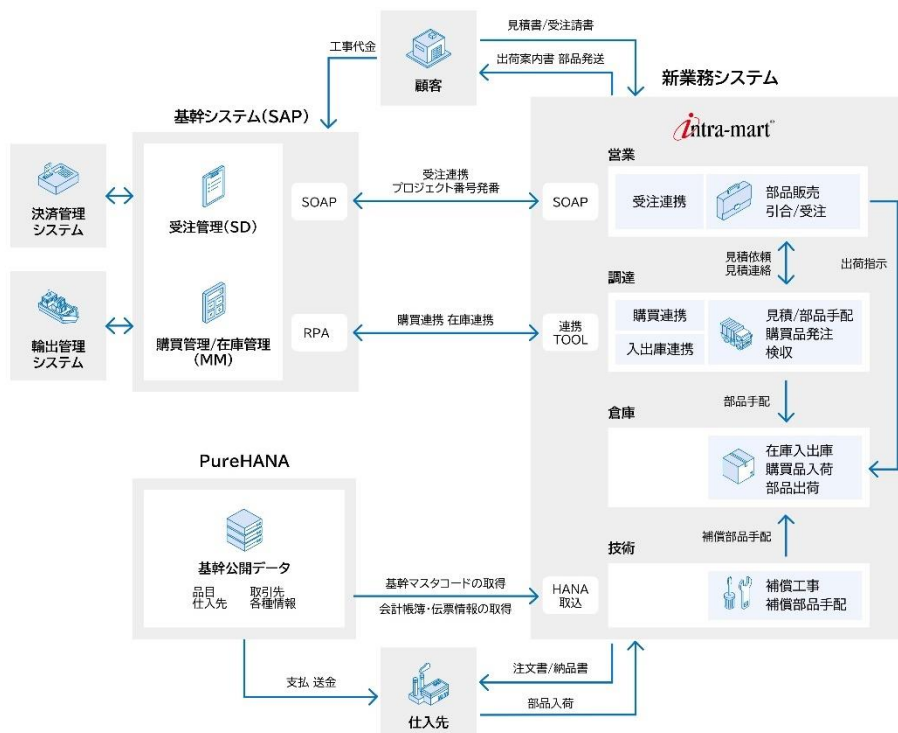 見積書/受注請書
工事代金
出荷案内書 部品発送
顧客
新業務システム
基幹システム(SAP)
intra-mart®
営業
決済管理
システム
受注管理(SD)
SOAP
受注連携
プロジェクト番号発番
SOAP
受注連携
部品販売
引合/受注
見積依頼
見積連絡
出荷指示
調達
輸出管理
システム
購買管理/在庫管理
(MM)
RPA
購買連携 在庫連携
連携
TOOL
購買連携
入出庫連携
見積/部品手配
購買品発注
検収
部品手配
倉庫
在庫入出庫
購買品入荷
部品出荷
PureHANA
補償部品手配
技術
基幹公開データ
品目 取引先
仕入先 各種情報
基幹マスタコードの取得
会計帳簿・伝票情報の取得
HANA
取込
補償工事
補償部品手配
支払 送金
注文書/納品書
部品入荷
仕入先